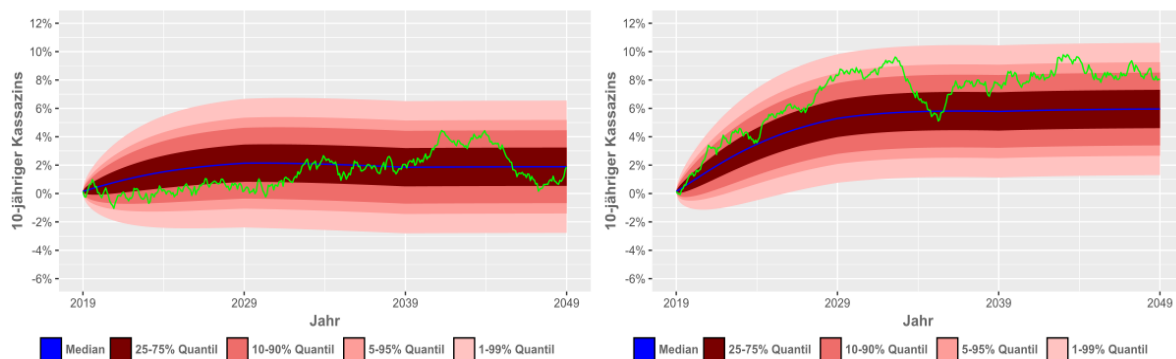 12%
10%
8%
6%
4%
2%
0%
-2%
-4%
-6%
10-jähriger Kassazins
2019 2029 2039 2049
Jahr
Median 25-75% Quantil 10-90% Quantil 5-95% Quantil 1-99% Quantil
12%
10%
8%
6%
4%
2%
0%
-2%
-4%
-6%
10-jähriger Kassazins
2019 2029 2039 2049
Jahr
Median 25-75% Quantil 10-90% Quantil 5-95% Quantil 1-99% Quantil